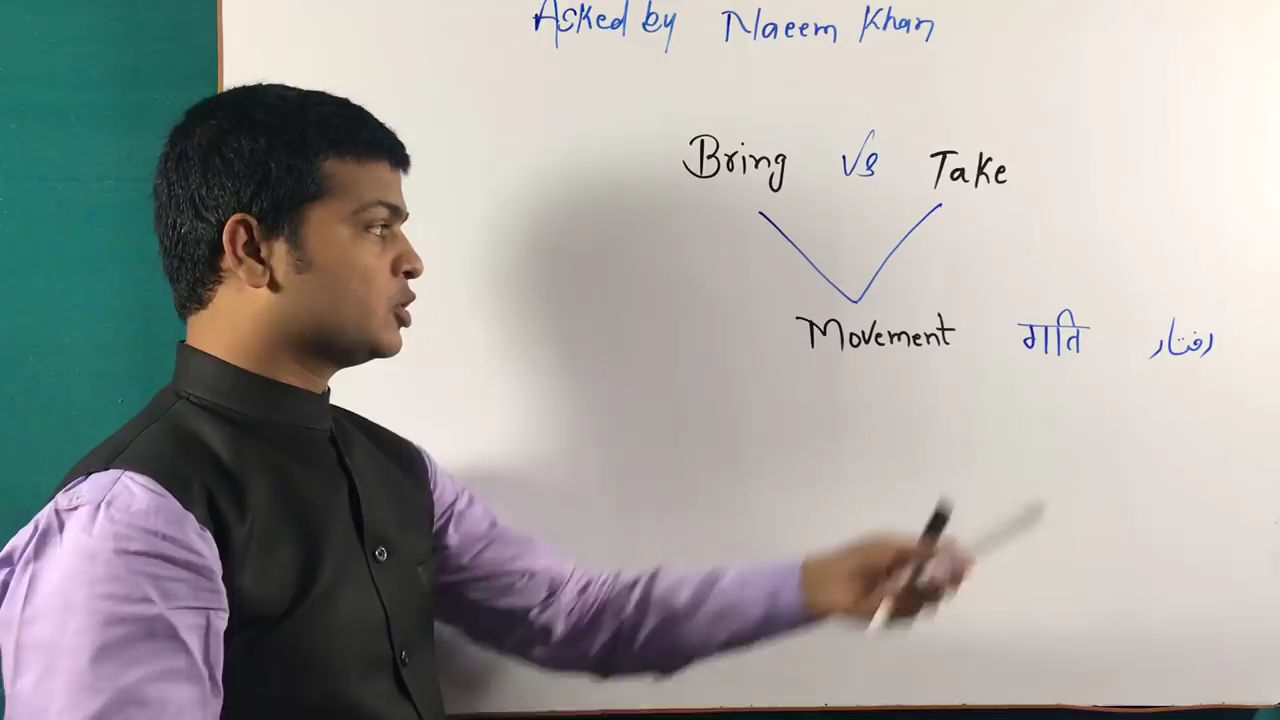 Asked by Naeem Khan
Bring vs Take
Movement गति رفتار